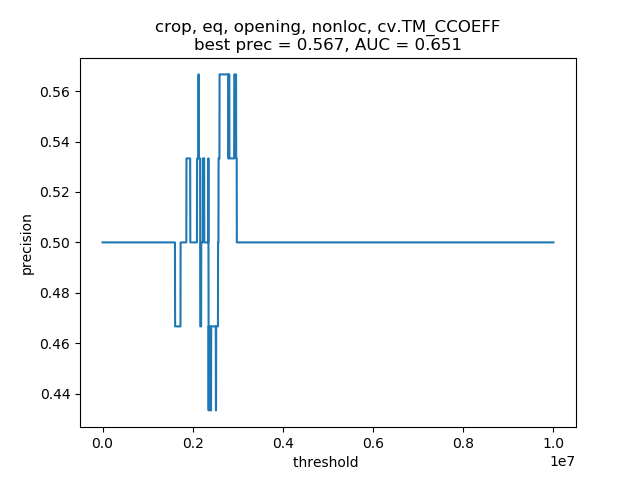 crop, eq, opening, nonloc, cv.TM_CCOEFF
best prec = 0.567, AUC = 0.651
0.56
0.54
0.52
0.50
0.48
0.46
0.44
precision
0.0 0.2 0.4 0.6 0.8 1.0
1e7
threshold